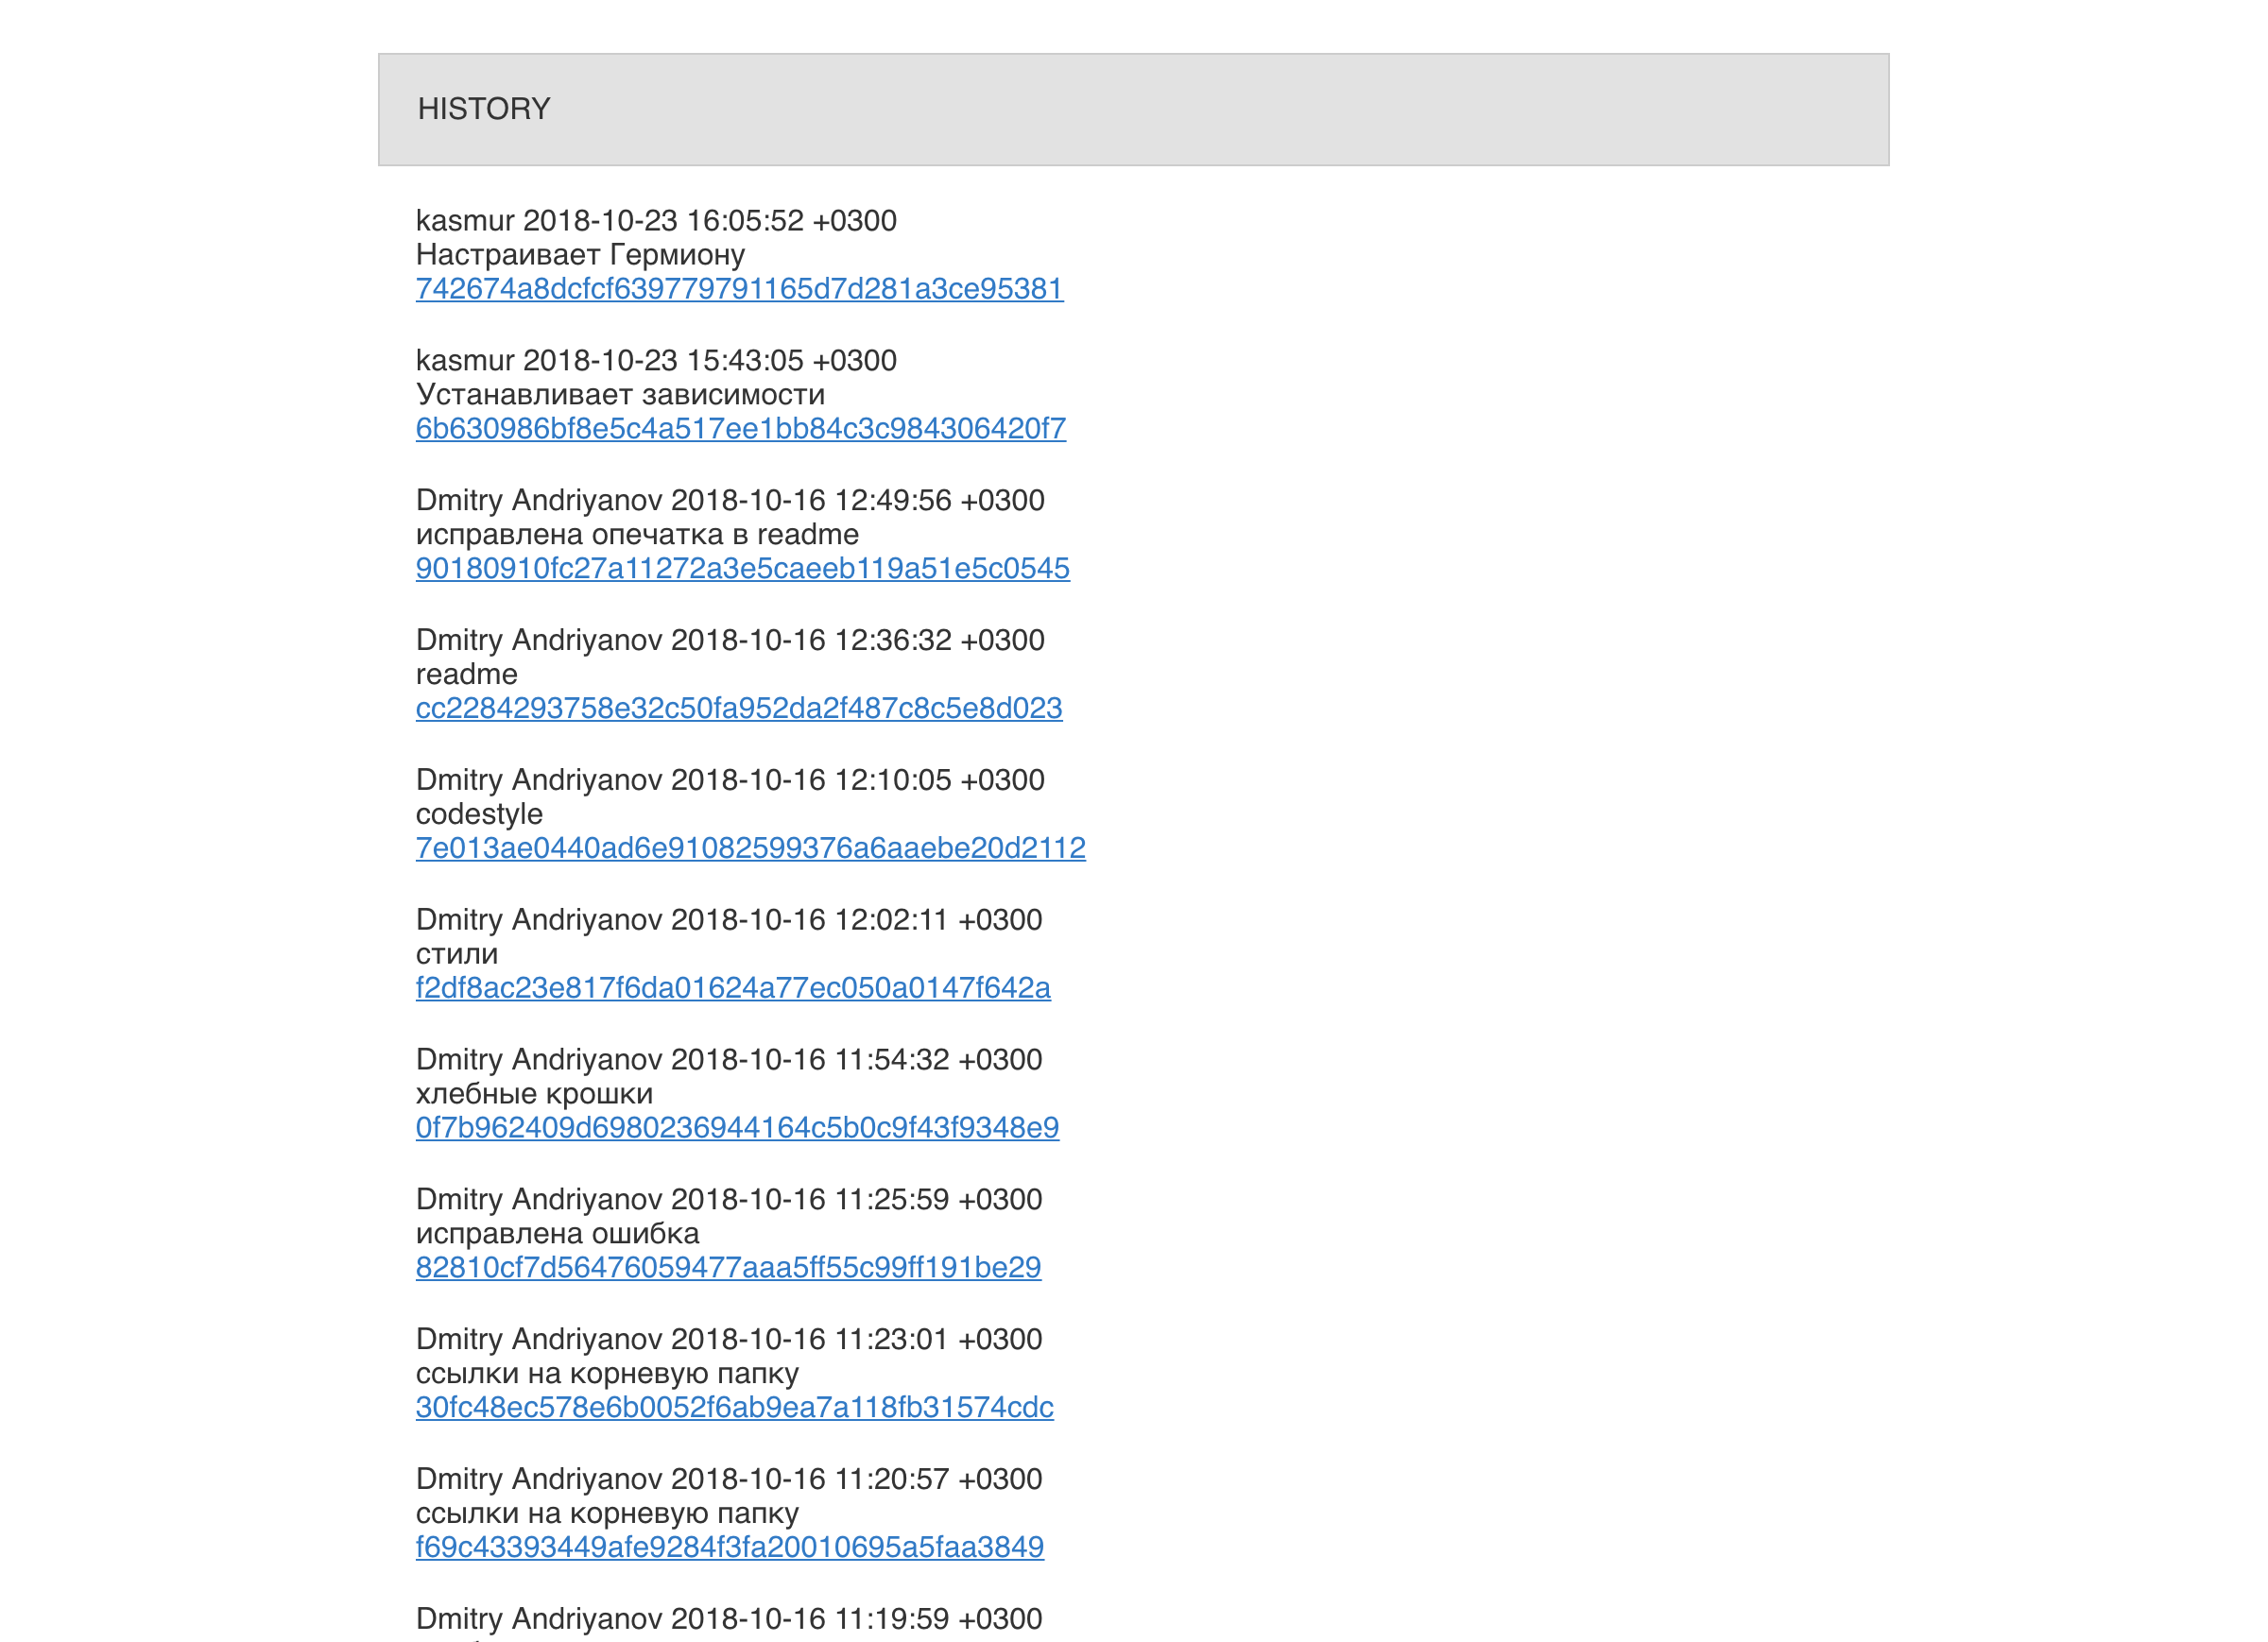 HISTORY
kasmur 2018-10-23 16:05:52 +0300
Настраивает Гермиону
742674a8dcfcf639779791165d7d281a3ce95381
kasmur 2018-10-23 15:43:05 +0300
Устанавливает зависимости
6b630986bf8e5c4a517ee1bb84c3c984306420f7
Dmitry Andriyanov 2018-10-16 12:49:56 +0300
исправлена опечатка в readme
90180910fc27a11272a3e5caeeb119a51e5c0545
Dmitry Andriyanov 2018-10-16 12:36:32 +0300
readme
cc2284293758e32c50fa952da2f487c8c5e8d023
Dmitry Andriyanov 2018-10-16 12:10:05 +0300
codestyle
7e013ae0440ad6e91082599376a6aaebe20d2112
Dmitry Andriyanov 2018-10-16 12:02:11 +0300
стили
f2df8ac23e817f6da01624a77ec050a0147f642a
Dmitry Andriyanov 2018-10-16 11:54:32 +0300
хлебные крошки
0f7b962409d6980236944164c5b0c9f43f9348e9
Dmitry Andriyanov 2018-10-16 11:25:59 +0300
исправлена ошибка
82810cf7d56476059477aaa5ff55c99ff191be29
Dmitry Andriyanov 2018-10-16 11:23:01 +0300
ссылки на корневую папку
30fc48ec578e6b0052f6ab9ea7a118fb31574cdc
Dmitry Andriyanov 2018-10-16 11:20:57 +0300
ссылки на корневую папку
f69c43393449afe9284f3fa20010695a5faa3849
Dmitry Andriyanov 2018-10-16 11:19:59 +0300